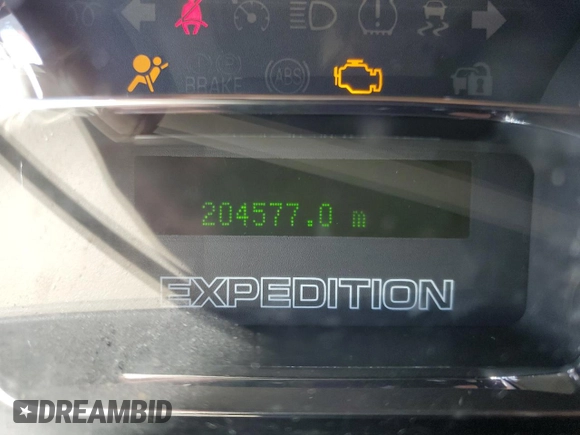 BRAKE
ABS
204577.0 m
EXPEDITION
DREAMBID